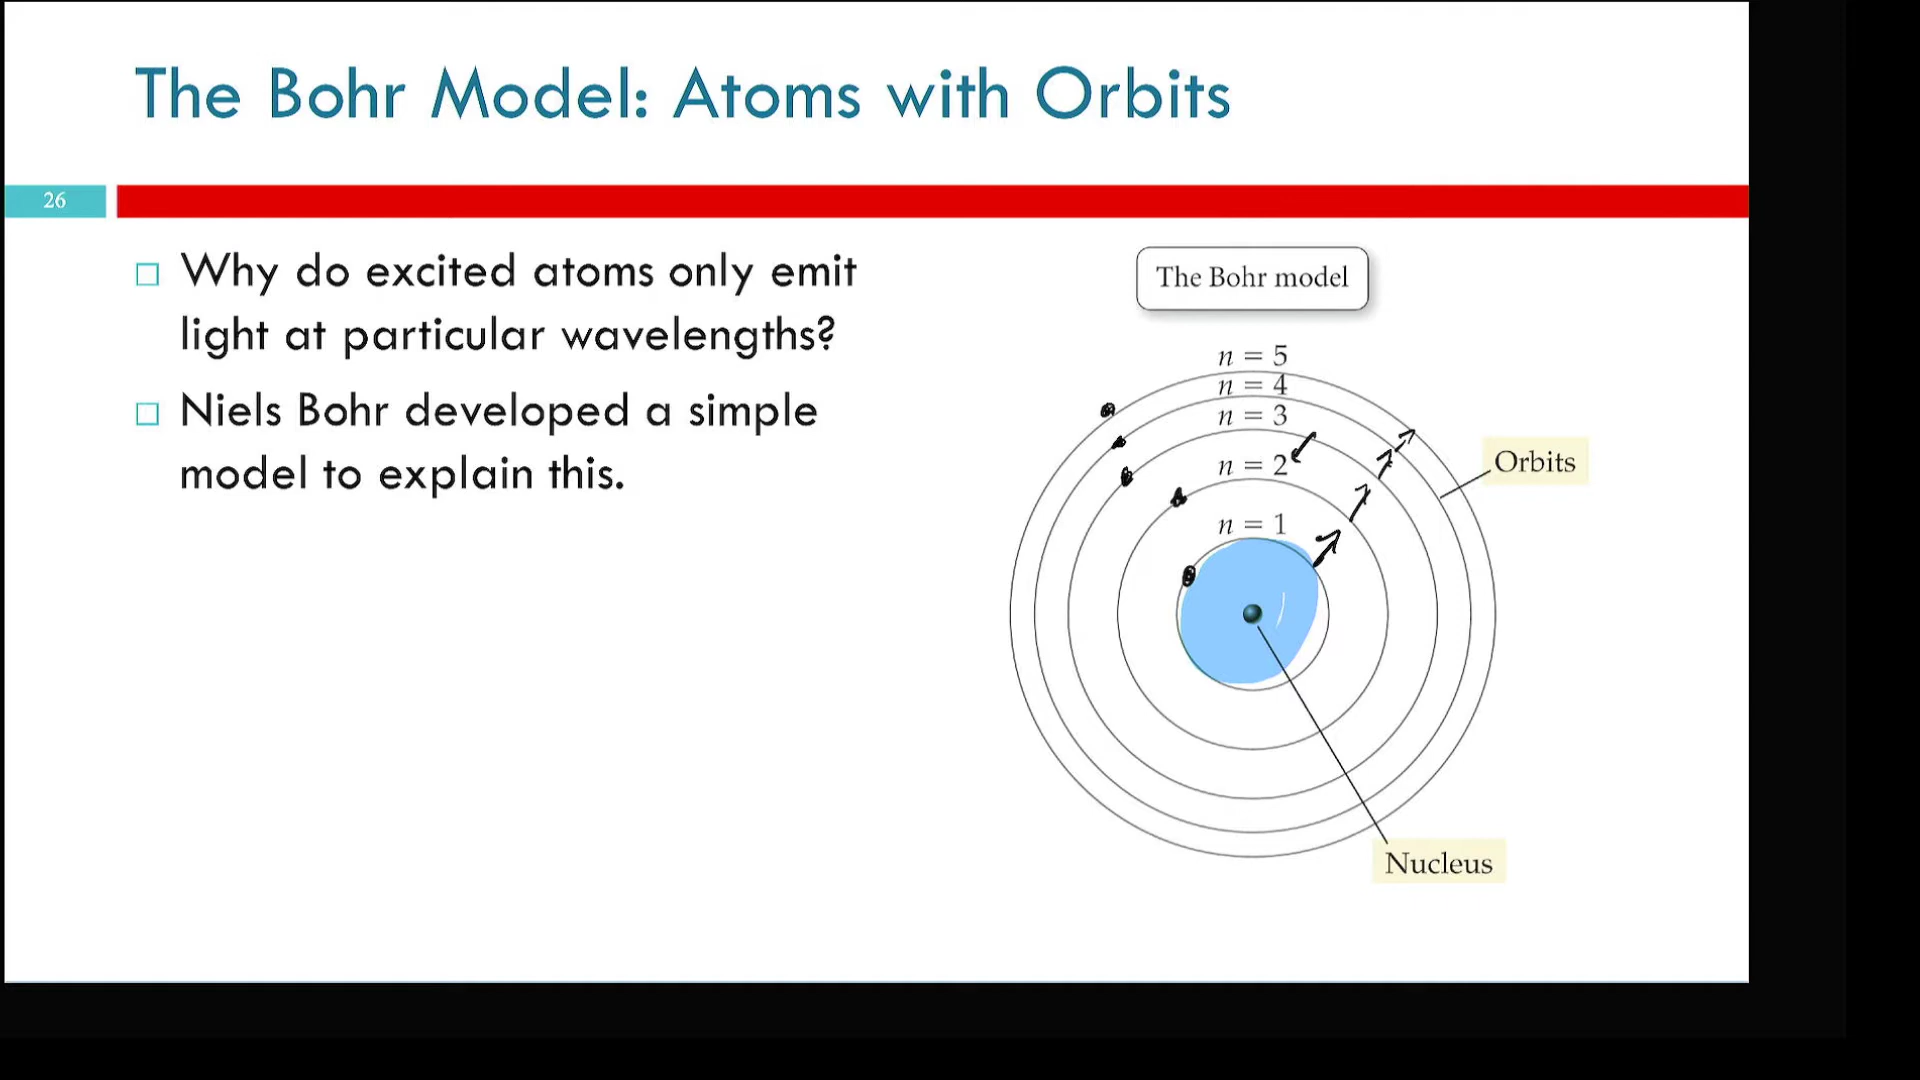 The Bohr Model: Atoms with Orbits
26
Why do excited atoms only emit
light at particular wavelengths?
Niels Bohr developed a simple
model to explain this.
The Bohr model
n = 5
n = 4
n = 3
n = 2
n = 1
Orbits
Nucleus